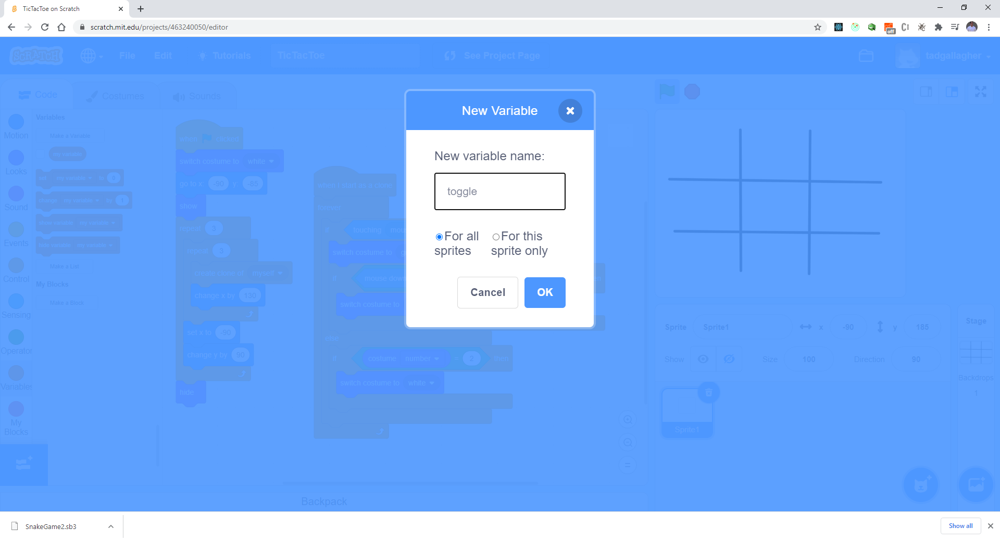 TicTacToe on Scratch
scratch.mit.edu/projects/463240050/editor
off
SCRATCH
File
Edit
Tutorials
TicTacToe
See Project Page
tadgallagher
Code
Costumes
Sounds
Motion
Looks
Sound
Events
Control
Sensing
Operator
Variables
My
Blocks
Variables
Make a Variable
my variable
set my variable to 0
change my variable by 1
show variable my variable
hide variable my variable
Make a List
My Blocks
Make a Block
when clicked
switch costume to white
go to x: -90 y: -85
show
repeat 3
repeat 3
create clone of myself
change x by 130
set x to -90
change y by 90
hide
when I start as a clone
forever
if touching mou
switch costume to
if mouse down
switch costume to
else
if costume number = 2 then
switch costume to white
New Variable
New variable name:
toggle
For all sprites
For this sprite only
Cancel
OK
Sprite
Sprite1
x
-90
y
185
Show
Size
100
Direction
90
Sprite1
Stage
Backdrops
1
Backpack
SnakeGame2.sb3
Show all